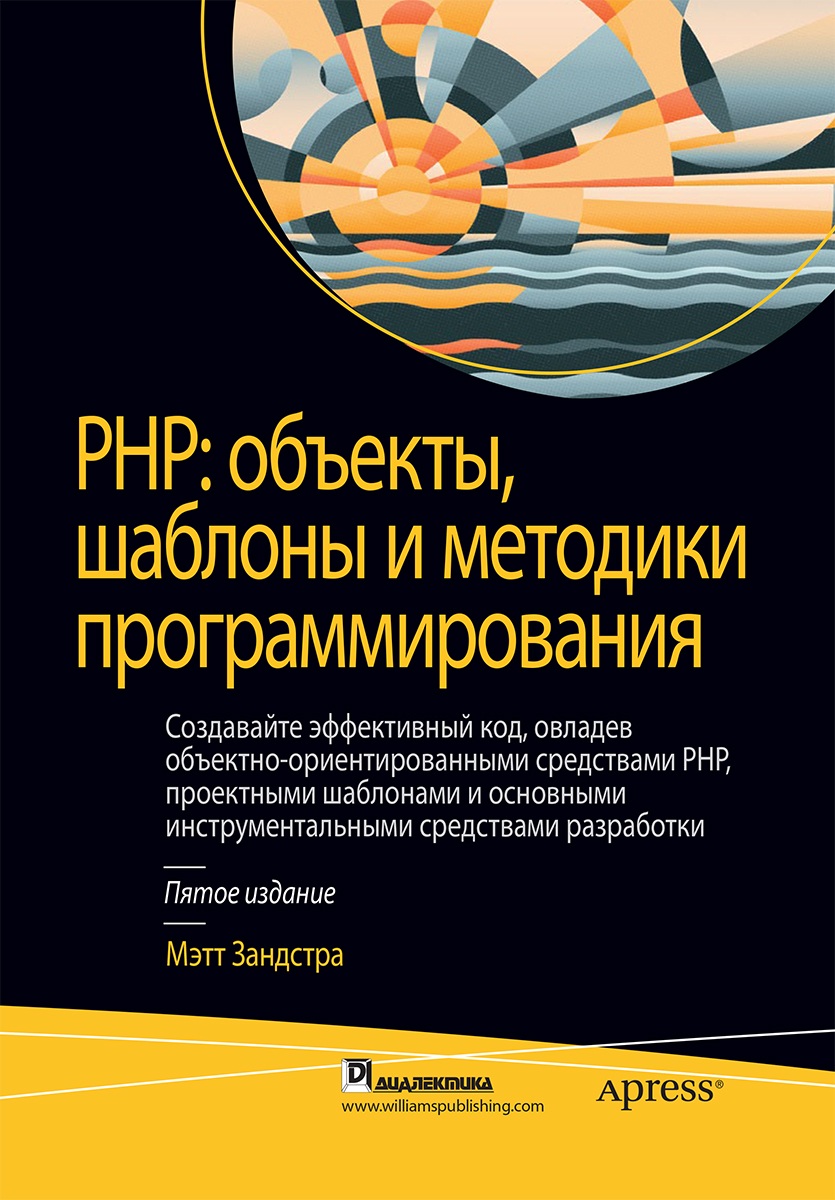 PHP: объекты,
шаблоны и методики
программирования
Создавайте эффективный код, овладев
объектно-ориентированными средствами PHP,
проектными шаблонами и основными
инструментальными средствами разработки
Пятое издание
Мэтт Зандстра
D ДИАЛЕКТИКА
www.williamspublishing.com
Apress®